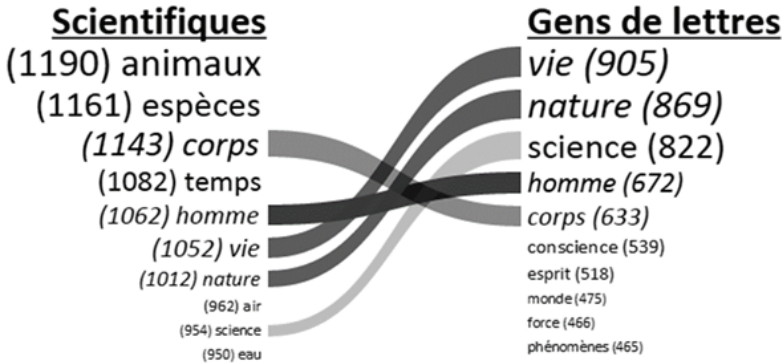 Scientifiques
(1190) animaux
(1161) espèces
(1143) corps
(1082) temps
(1062) homme
(1052) vie
(1012) nature
(962) air
(954) science
(950) eau
Gens de lettres
vie (905)
nature (869)
science (822)
homme (672)
corps (633)
conscience (539)
esprit (518)
monde (475)
force (466)
phénomènes (465)